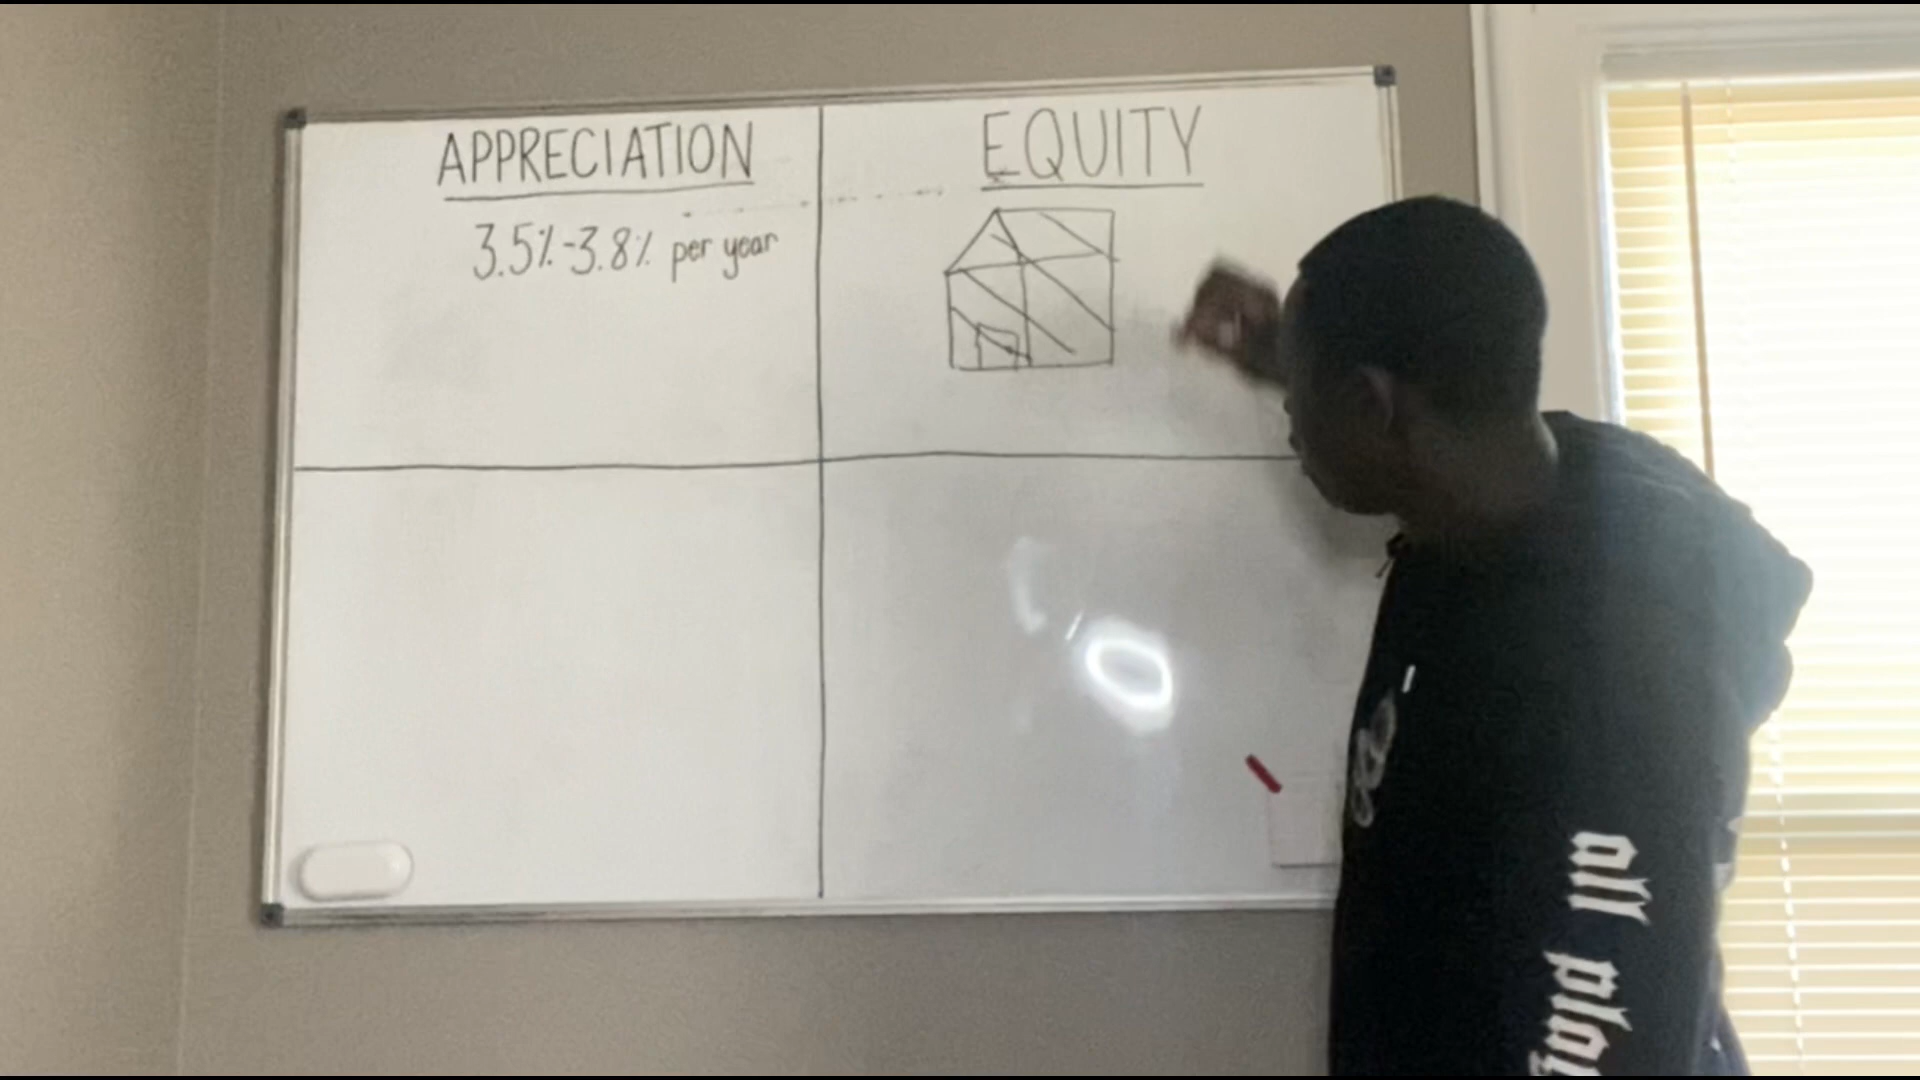 APPRECIATION
3.5%-3.8% per year
EQUITY
all play